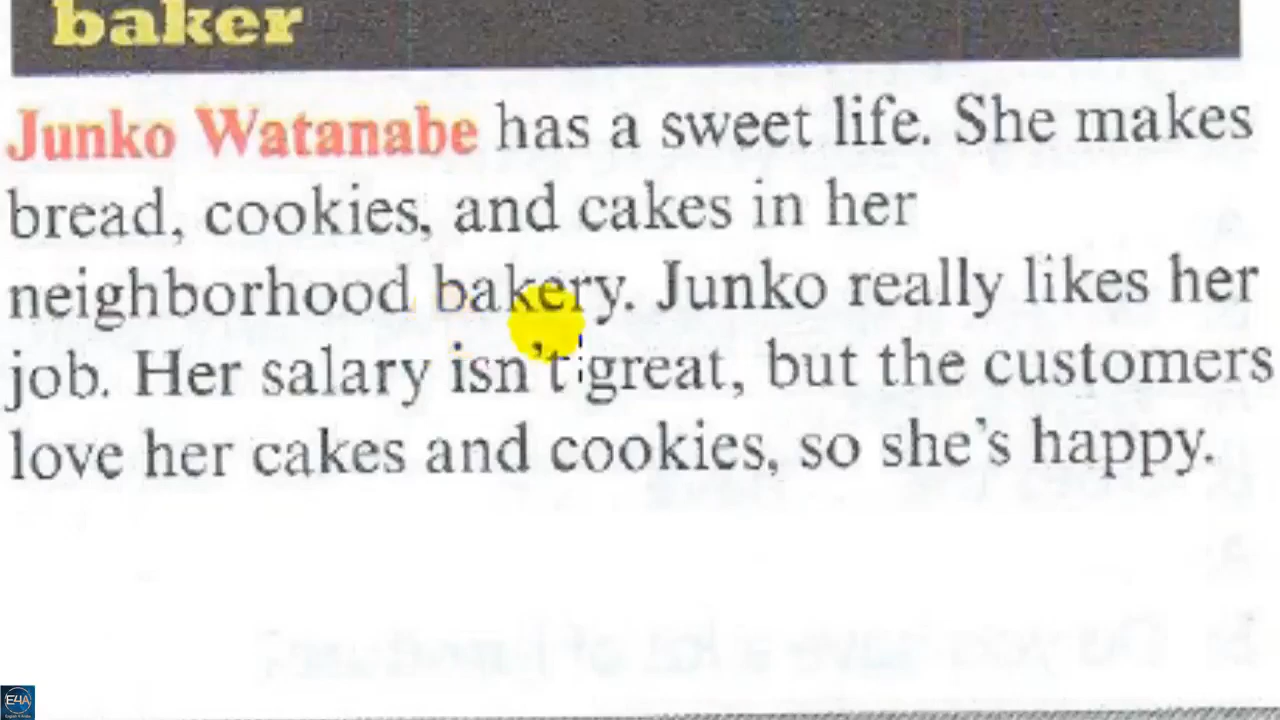 baker
Junko Watanabe has a sweet life. She makes
bread, cookies, and cakes in her
neighborhood bakery. Junko really likes her
job. Her salary isn't great, but the customers
love her cakes and cookies, so she's happy.
E4A